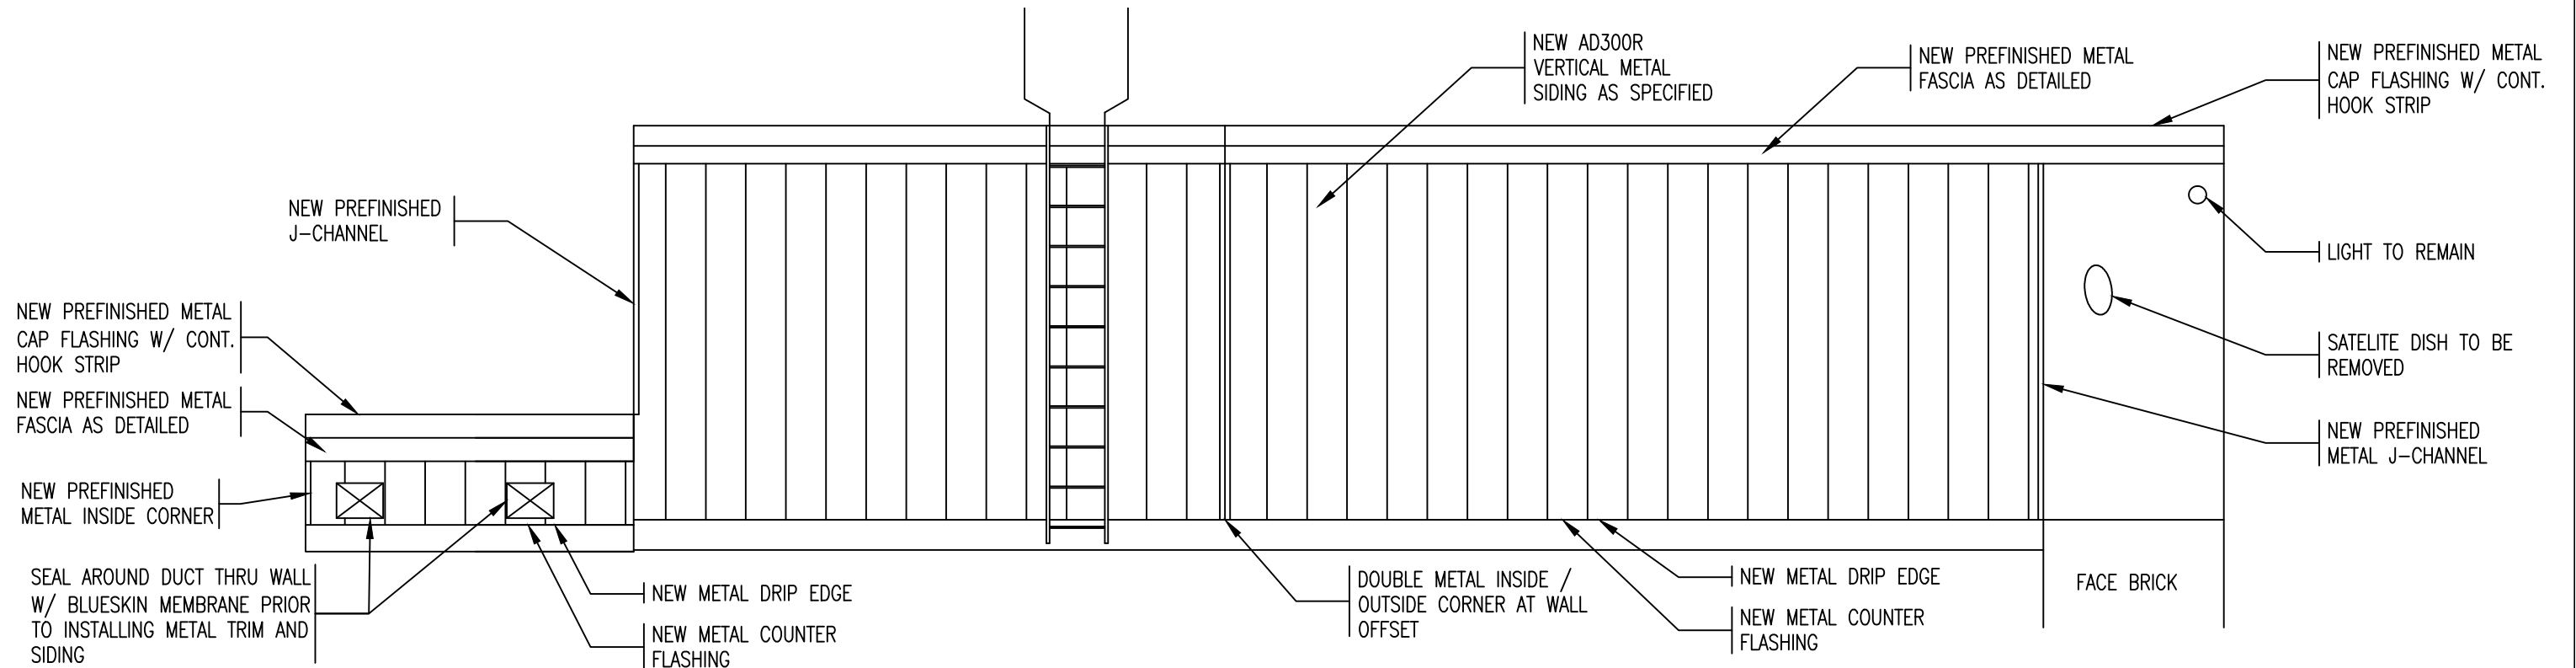 NEW AD300R
VERTICAL METAL
SIDING AS SPECIFIED
NEW PREFINISHED METAL
FASCIA AS DETAILED
NEW PREFINISHED METAL
CAP FLASHING W/ CONT.
HOOK STRIP
NEW PREFINISHED
J-CHANNEL
LIGHT TO REMAIN
NEW PREFINISHED METAL
CAP FLASHING W/ CONT.
HOOK STRIP
SATELITE DISH TO BE
REMOVED
NEW PREFINISHED METAL
FASCIA AS DETAILED
NEW PREFINISHED
METAL J-CHANNEL
NEW PREFINISHED
METAL INSIDE CORNER
SEAL AROUND DUCT THRU WALL
W/ BLUESKIN MEMBRANE PRIOR
TO INSTALLING METAL TRIM AND
SIDING
NEW METAL DRIP EDGE
NEW METAL COUNTER
FLASHING
DOUBLE METAL INSIDE /
OUTSIDE CORNER AT WALL
OFFSET
NEW METAL DRIP EDGE
NEW METAL COUNTER
FLASHING
FACE BRICK